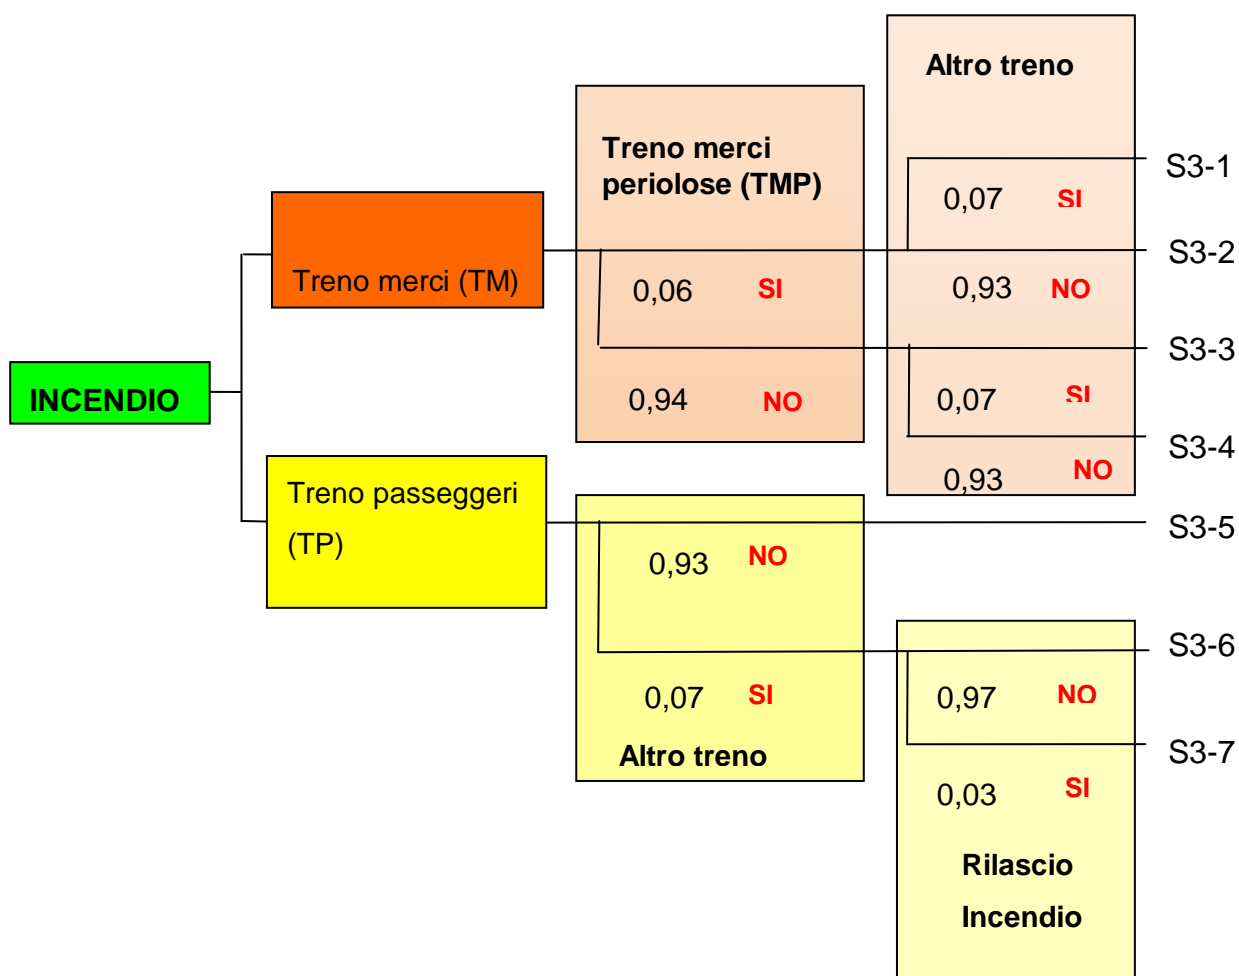 Altro treno
Treno merci
periolose (TMP)
S3-1
0,07 SI
S3-2
Treno merci (TM)
0,06 SI
0,93 NO
S3-3
INCENDIO
0,94 NO
0,07 SI
S3-4
0,93 NO
Treno passeggeri
(TP)
S3-5
0,93 NO
S3-6
0,07 SI
0,97 NO
Altro treno
S3-7
0,03 SI
Rilascio
Incendio